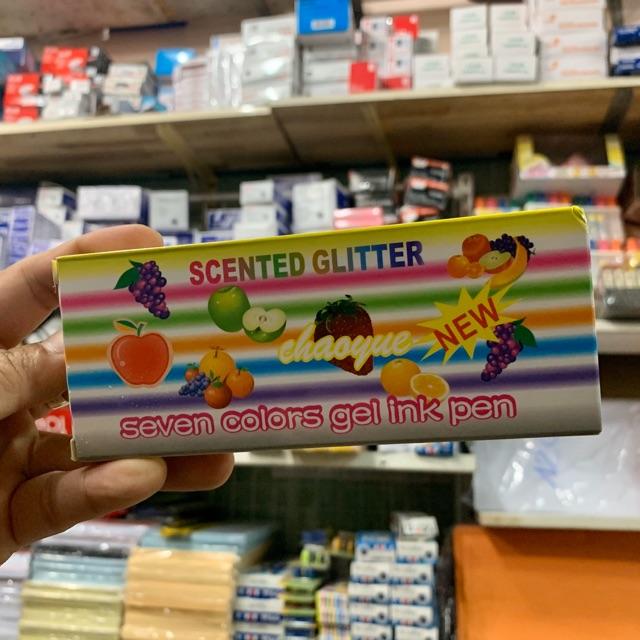 SCENTED GLITTER
chaoyue
NEW
seven colors gel ink pen